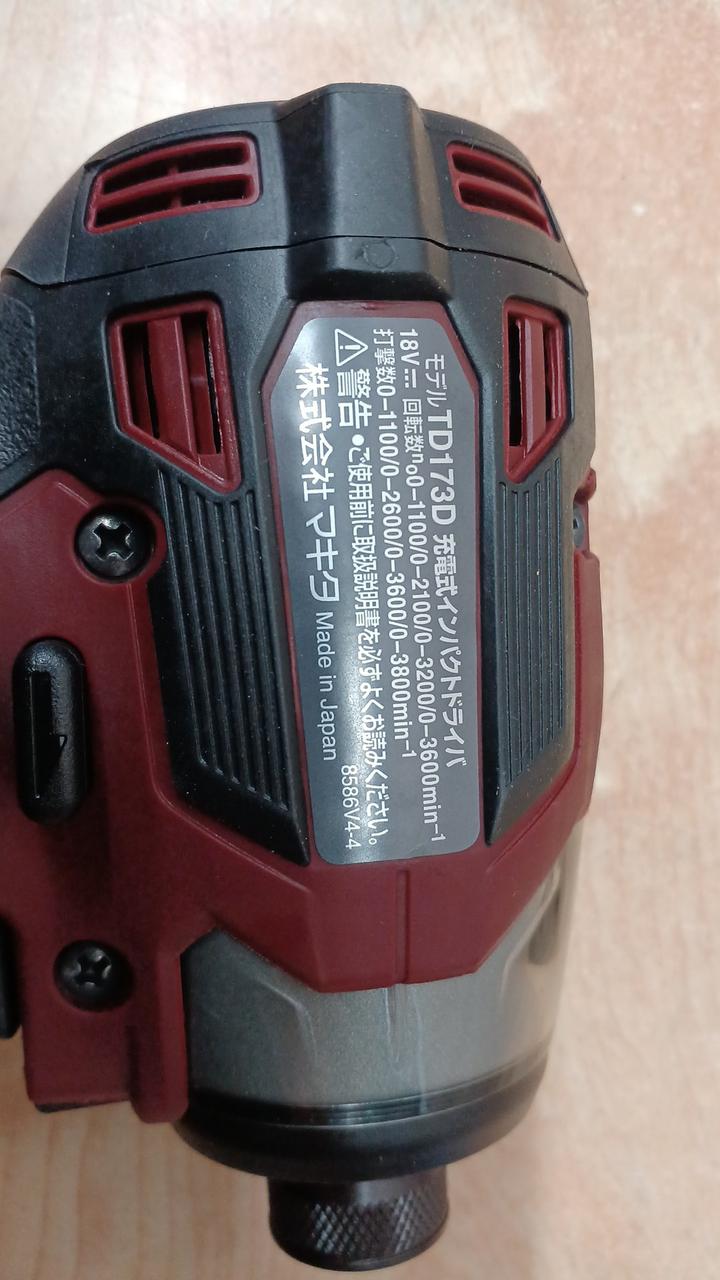 モデル TD173D 充電式インパクトドライバ
18V⎓ 回転数n₀0-1100/0-2100/0-3200/0-3600min⁻¹
打撃数0-1100/0-2600/0-3600/0-3800min⁻¹
⚠警告 •ご使用前に取扱説明書を必ずよくお読みください。
株式会社 マキタ Made in Japan 8586V4-4